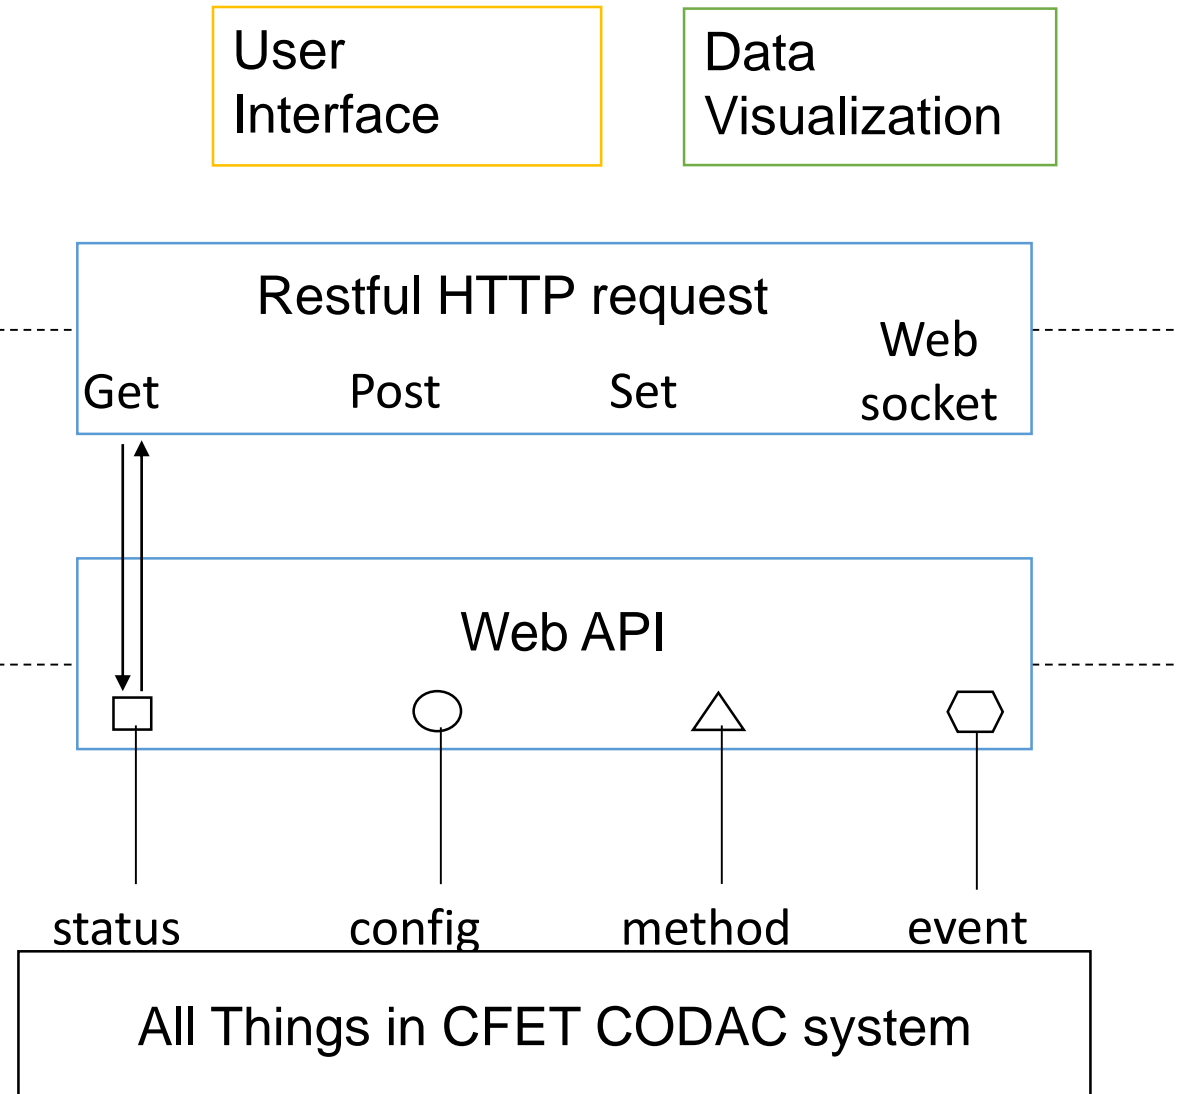 User
Interface
Data
Visualization
Restful HTTP request
Get
Post
Set
Web
socket
Web API
status
config
method
event
All Things in CFET CODAC system